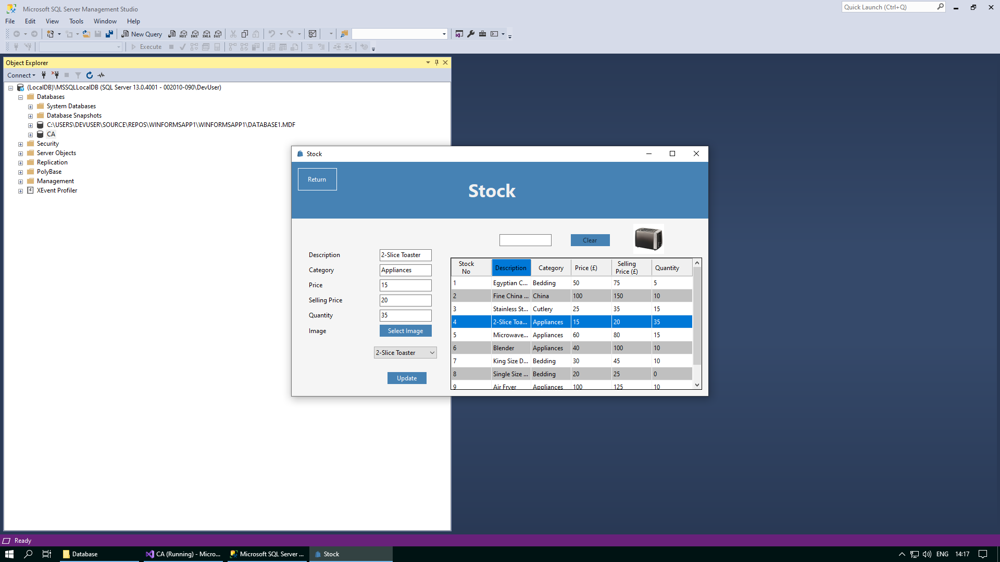 Microsoft SQL Server Management Studio
Quick Launch (Ctrl+Q)
File Edit View Tools Window Help
New Query MDX DMX XMLA DAX
Execute
Object Explorer
Connect
(LocalDB)\MSSQLLocalDB (SQL Server 13.0.4001 - 002010-090\DevUser)
Databases
System Databases
Database Snapshots
C:\USERS\DEVUSER\SOURCE\REPOS\WINFORMSAPP1\WINFORMSAPP1\DATABASE1.MDF
CA
Security
Server Objects
Replication
PolyBase
Management
XEvent Profiler
Stock
Return
Stock
Clear
Description 2-Slice Toaster
Category Appliances
Price 15
Selling Price 20
Quantity 35
Image Select Image
2-Slice Toaster
Update
Stock No Description Category Price (£) Selling Price (£) Quantity
1 Egyptian C... Bedding 50 75 5
2 Fine China ... China 100 150 10
3 Stainless St... Cutlery 25 35 15
4 2-Slice Toa... Appliances 15 20 35
5 Microwave... Appliances 60 80 15
6 Blender Appliances 40 100 10
7 King Size D... Bedding 30 45 10
8 Single Size ... Bedding 20 25 0
9 Air Fryer Appliances 100 125 10
Ready
Database CA (Running) - Micro... Microsoft SQL Server ... Stock ENG 14:17